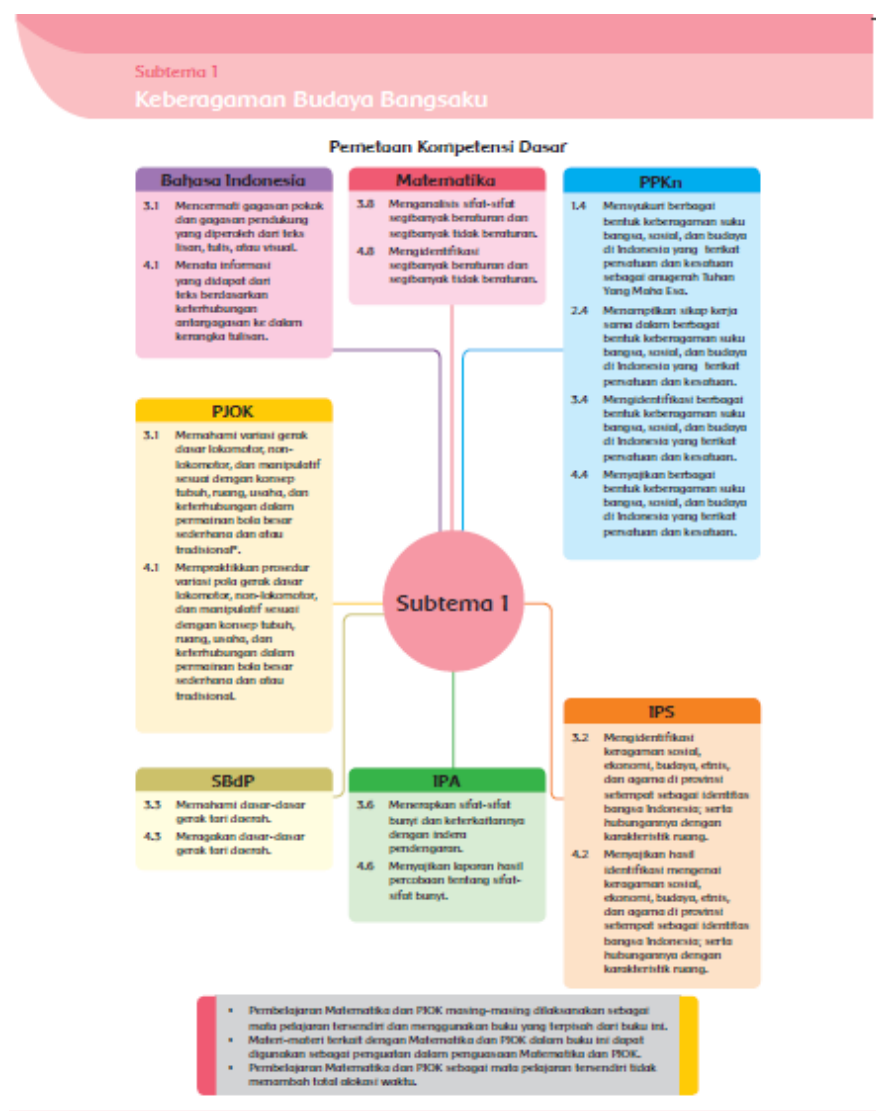 Subtema 1
Keberagaman Budaya Bangsaku
Pemetaan Kompetensi Dasar
Bahasa Indonesia
3.1 Mencermati gagasan pokok
dan gagasan pendukung
yang diperoleh dari teks
lisan, tulis, atau visual.
4.1 Menata informasi
yang didapat dari
teks berdasarkan
keterhubungan
antargagasan ke dalam
kerangka tulisan.
Matematika
3.8 Menganalisis sifat-sifat
segibanyak beraturan dan
segibanyak tidak beraturan.
4.8 Mengidentifikasi
segibanyak beraturan dan
segibanyak tidak beraturan.
PPKn
1.4 Mensyukuri berbagai
bentuk keberagaman suku
bangsa, sosial, dan budaya
di Indonesia yang terikat
persatuan dan kesatuan
sebagai anugerah Tuhan
Yang Maha Esa.
2.4 Menampilkan sikap kerja
sama dalam berbagai
bentuk keberagaman suku
bangsa, sosial, dan budaya
di Indonesia yang terikat
persatuan dan kesatuan.
3.4 Mengidentifikasi berbagai
bentuk keberagaman suku
bangsa, sosial, dan budaya
di Indonesia yang terikat
persatuan dan kesatuan.
4.4 Menyajikan berbagai
bentuk keberagaman suku
bangsa, sosial, dan budaya
di Indonesia yang terikat
persatuan dan kesatuan.
PJOK
3.1 Memahami variasi gerak
dasar lokomotor, non-
lokomotor, dan manipulatif
sesuai dengan konsep
tubuh, ruang, usaha, dan
keterhubungan dalam
permainan bola besar
sederhana dan atau
tradisional*.
4.1 Mempraktikkan prosedur
variasi pola gerak dasar
lokomotor, non-lokomotor,
dan manipulatif sesuai
dengan konsep tubuh,
ruang, usaha, dan
keterhubungan dalam
permainan bola besar
sederhana dan atau
tradisional.
Subtema 1
SBdP
3.3 Memahami dasar-dasar
gerak tari daerah.
4.3 Meragakan dasar-dasar
gerak tari daerah.
IPA
3.6 Menerapkan sifat-sifat
bunyi dan keterkaitannya
dengan indera
pendengaran.
4.6 Menyajikan laporan hasil
percobaan tentang sifat-
sifat bunyi.
IPS
3.2 Mengidentifikasi
keragaman sosial,
ekonomi, budaya, etnis,
dan agama di provinsi
setempat sebagai identitas
bangsa Indonesia; serta
hubungannya dengan
karakteristik ruang.
4.2 Menyajikan hasil
identifikasi mengenai
keragaman sosial,
ekonomi, budaya, etnis,
dan agama di provinsi
setempat sebagai identitas
bangsa Indonesia; serta
hubungannya dengan
karakteristik ruang.
• Pembelajaran Matematika dan PJOK masing-masing dilaksanakan sebagai
mata pelajaran tersendiri dan menggunakan buku yang terpisah dari buku ini.
• Materi-materi terkait dengan Matematika dan PJOK dalam buku ini dapat
digunakan sebagai penguatan dalam penguasaan Matematika dan PJOK.
• Pembelajaran Matematika dan PJOK sebagai mata pelajaran tersendiri tidak
menambah total alokasi waktu.